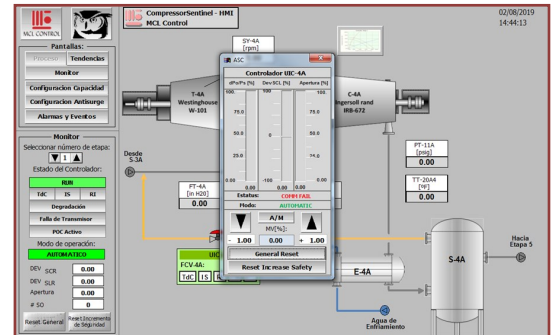 CompressorSentinel - HMI
MCL Control
02/08/2019
14:44:13
MCL CONTROL
Pantallas:
Proceso
Tendencias
Monitor
Configuracion Capacidad
Configuracion Antisurge
Alarmas y Eventos
Monitor
Seleccionar número de etapa:
1
Estado del Controlador:
RUN
TdC
IS
RI
Degradación
Falla de Transmisor
POC Activo
Modo de operación:
AUTOMATICO
DEV SCR
0.00
DEV SLR
0.00
Apertura
0.00
# SO
0
Reset General
Reset Incremento de Seguridad
SY-4A
[rpm]
T-4A
Westinghouse
W-101
C-4A
Ingersoll rand
IRB-672
Desde
S-3A
FT-4A
[in H20]
0.00
PT-11A
[psig]
0.00
TT-20A4
[ºF]
0.00
FCV-4A:
TdC
IS
E-4A
S-4A
Hacia
Etapa 5
Agua de
Enfriamiento
ASC
Controlador UIC-4A
dPo/Ps [%]
Dev SCL [%]
Apertura [%]
100.
100
100.
75.0
75.0
50.0
0
50.0
25.0
0.00
-100
0.00
0.00
0.00
0.00
Estatus:
COMM FAIL
Modo:
AUTOMATIC
A/M
MV[%]:
- 1.00
0.00
+ 1.00
General Reset
Reset Increase Safety